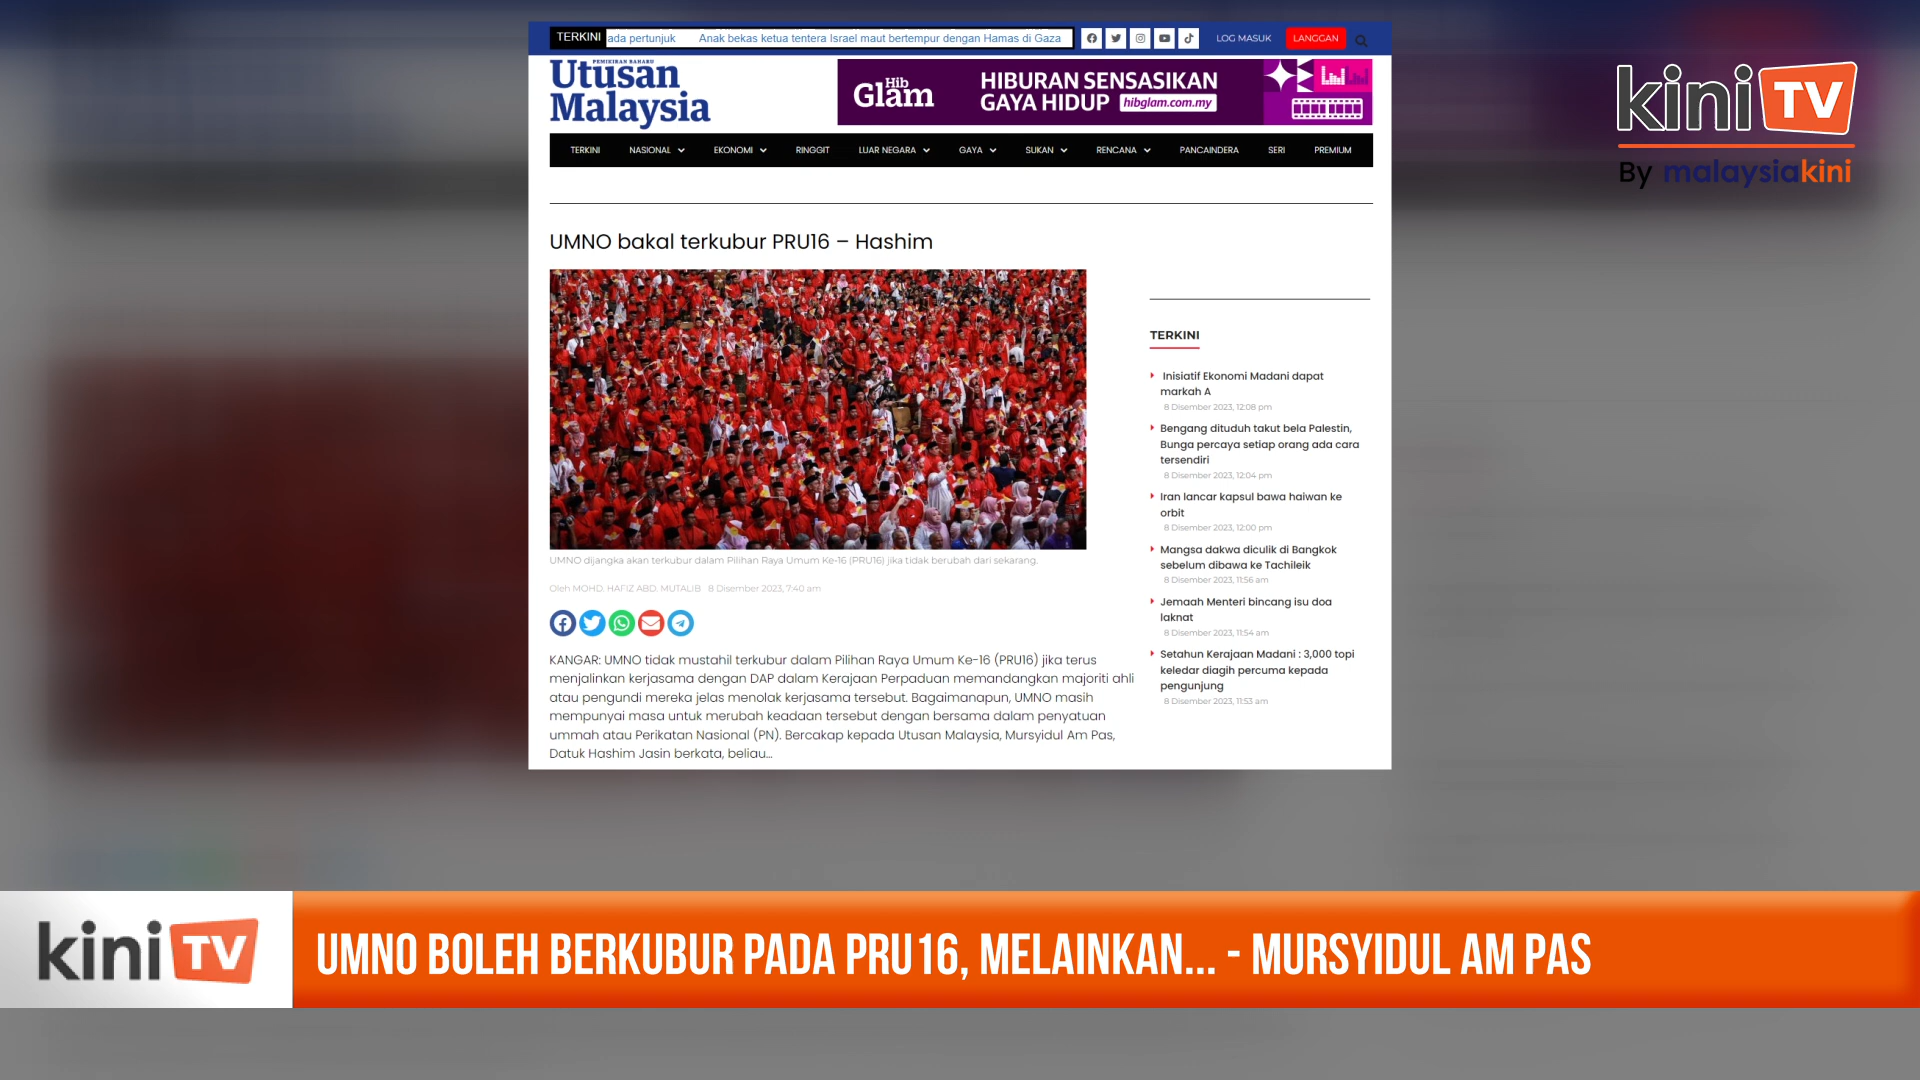 TERKINI
ada pertunjuk Anak bekas ketua tentera Israel maut bertempur dengan Hamas di Gaza
LOG MASUK
LANGGAN
PEMIKIRAN BAHARU
Utusan
Malaysia
Hib
Glam
HIBURAN SENSASIKAN
GAYA HIDUP hibglam.com.my
TERKINI NASIONAL EKONOMI RINGGIT LUAR NEGARA GAYA SUKAN RENCANA PANCAINDERA SERI PREMIUM
kini TV
By malaysiakini
UMNO bakal terkubur PRU16 – Hashim
UMNO dijangka akan terkubur dalam Pilihan Raya Umum Ke-16 (PRU16) jika tidak berubah dari sekarang.
Oleh MOHD. HAFIZ ABD. MUTALIB 8 Disember 2023, 7:40 am
KANGAR: UMNO tidak mustahil terkubur dalam Pilihan Raya Umum Ke-16 (PRU16) jika terus
menjalinkan kerjasama dengan DAP dalam Kerajaan Perpaduan memandangkan majoriti ahli
atau pengundi mereka jelas menolak kerjasama tersebut. Bagaimanapun, UMNO masih
mempunyai masa untuk merubah keadaan tersebut dengan bersama dalam penyatuan
ummah atau Perikatan Nasional (PN). Bercakap kepada Utusan Malaysia, Mursyidul Am Pas,
Datuk Hashim Jasin berkata, beliau...
TERKINI
Inisiatif Ekonomi Madani dapat
markah A
8 Disember 2023, 12:08 pm
Bengang dituduh takut bela Palestin,
Bunga percaya setiap orang ada cara
tersendiri
8 Disember 2023, 12:04 pm
Iran lancar kapsul bawa haiwan ke
orbit
8 Disember 2023, 12:00 pm
Mangsa dakwa diculik di Bangkok
sebelum dibawa ke Tachileik
8 Disember 2023, 11:56 am
Jemaah Menteri bincang isu doa
laknat
8 Disember 2023, 11:54 am
Setahun Kerajaan Madani : 3,000 topi
keledar diagih percuma kepada
pengunjung
8 Disember 2023, 11:53 am
kini TV
UMNO BOLEH BERKUBUR PADA PRU16, MELAINKAN... - MURSYIDUL AM PAS